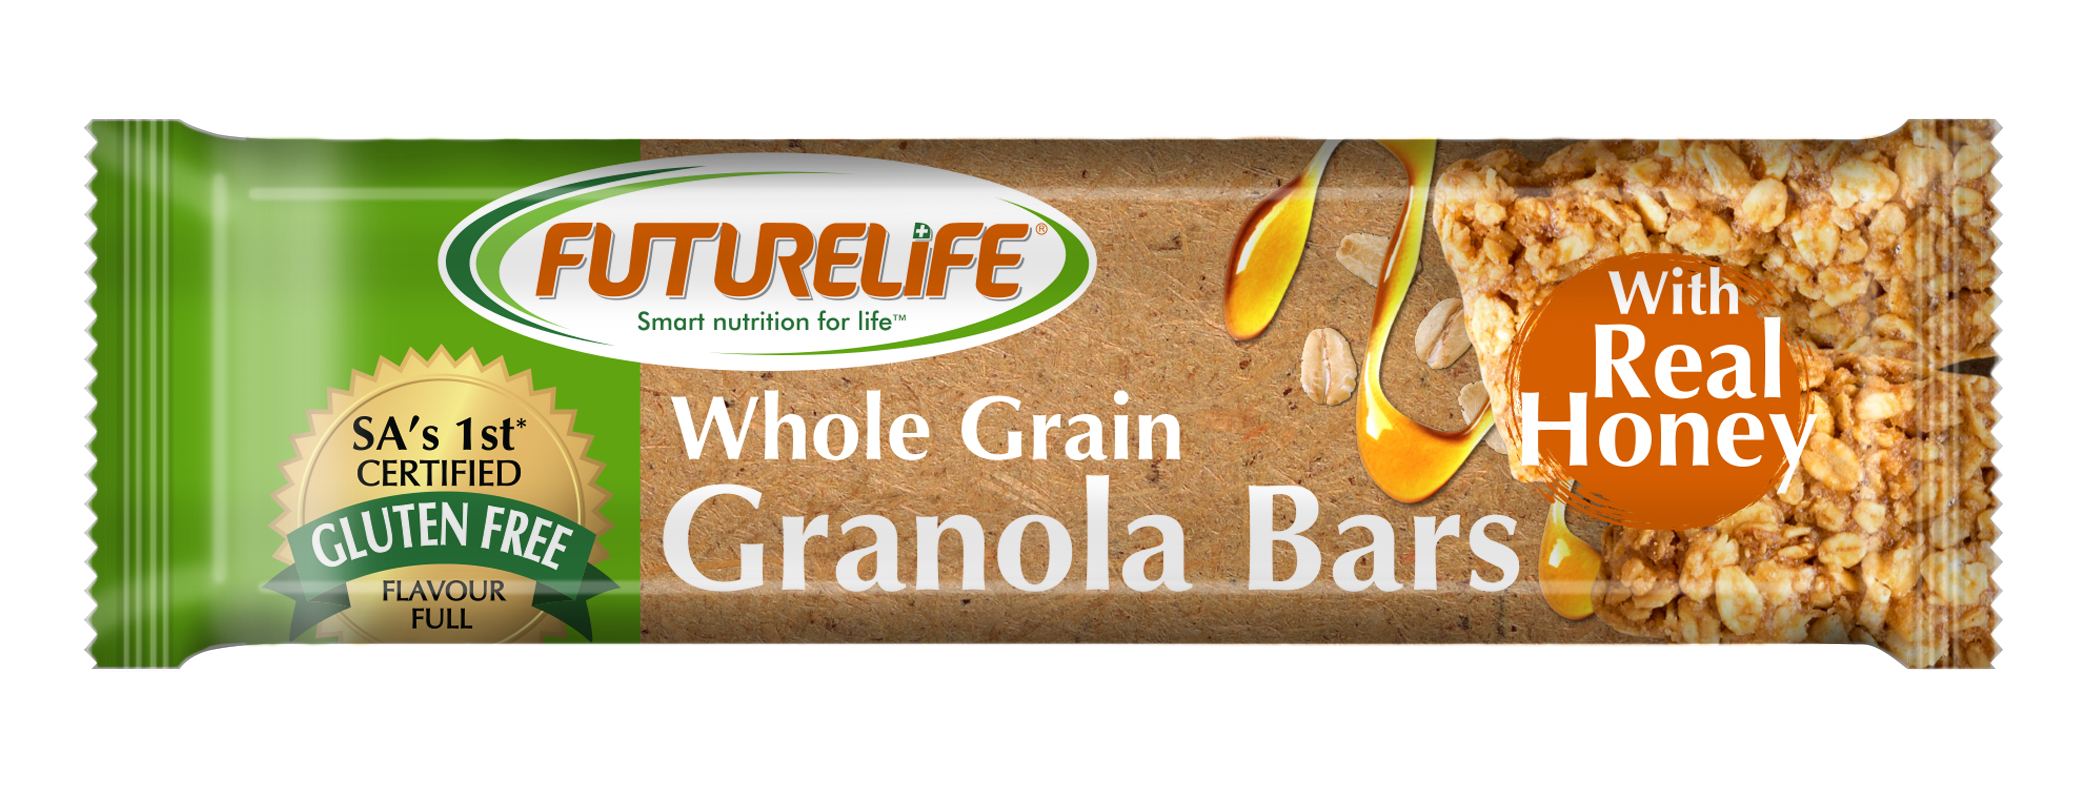 FUTURELiFE®
Smart nutrition for life™
SA's 1st*
CERTIFIED
GLUTEN FREE
FLAVOUR
FULL
Whole Grain
Granola Bars
With
Real
Honey